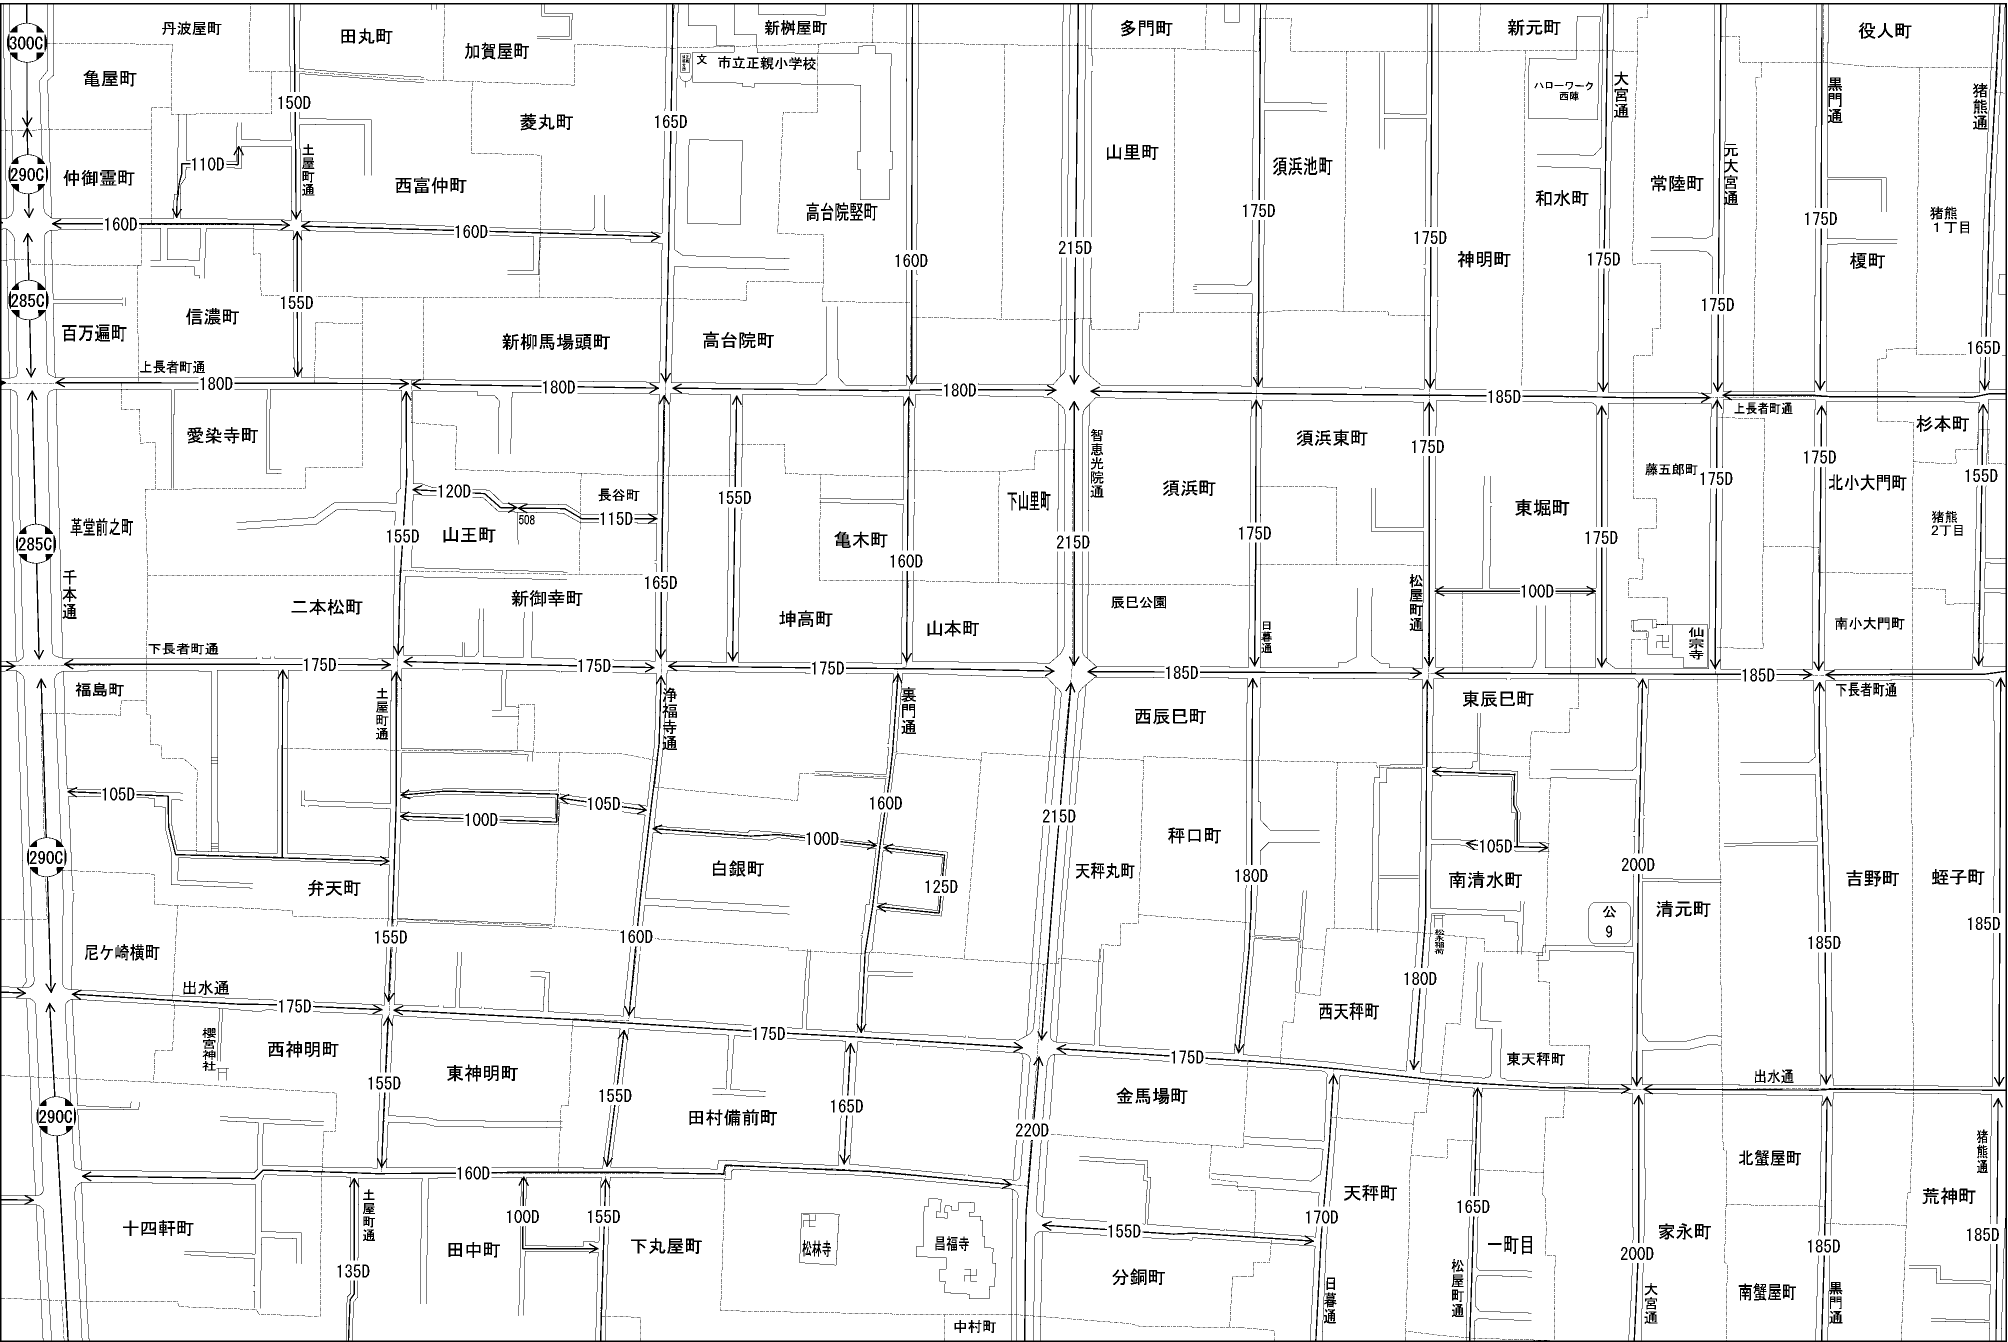 丹波屋町
田丸町
加賀屋町
新桝屋町
多門町
新元町
役人町
300C
亀屋町
文 市立正親小学校
ハローワーク
西陣
大宮通
黒門通
猪熊通
150D
165D
菱丸町
110D
土屋町通
290C
仲御霊町
西富仲町
高台院竪町
山里町
須浜池町
和水町
常陸町
元大宮通
猪熊
1丁目
160D
160D
160D
215D
175D
175D
175D
175D
神明町
榎町
285C
155D
175D
百万遍町
信濃町
新柳馬場頭町
高台院町
165D
上長者町通
180D
180D
180D
185D
上長者町通
愛染寺町
智恵光院通
須浜東町
175D
杉本町
120D
長谷町
155D
下山里町
須浜町
藤五郎町
175D
175D
北小大門町
155D
革堂前之町
508
115D
155D
山王町
亀木町
東堀町
猪熊
2丁目
285C
160D
215D
175D
175D
千本通
165D
松屋町通
100D
二本松町
新御幸町
坤高町
山本町
辰巳公園
日暮通
仙宗寺
南小大門町
下長者町通
175D
175D
175D
185D
185D
下長者町通
福島町
土屋町通
浄福寺通
裏門通
西辰巳町
東辰巳町
105D
105D
100D
160D
100D
215D
秤口町
105D
290C
弁天町
白銀町
125D
天秤丸町
180D
南清水町
200D
吉野町
蛭子町
公
9
清元町
185D
155D
160D
尼ケ崎横町
松永稲荷
180D
185D
出水通
175D
175D
西天秤町
櫻宮神社
西神明町
東神明町
175D
東天秤町
155D
155D
165D
出水通
290C
田村備前町
金馬場町
220D
160D
北蟹屋町
猪熊通
十四軒町
土屋町通
100D
155D
田中町
下丸屋町
松林寺
昌福寺
155D
天秤町
170D
165D
一町目
家永町
荒神町
185D
185D
135D
200D
分銅町
日暮通
松屋町通
大宮通
南蟹屋町
黒門通
中村町